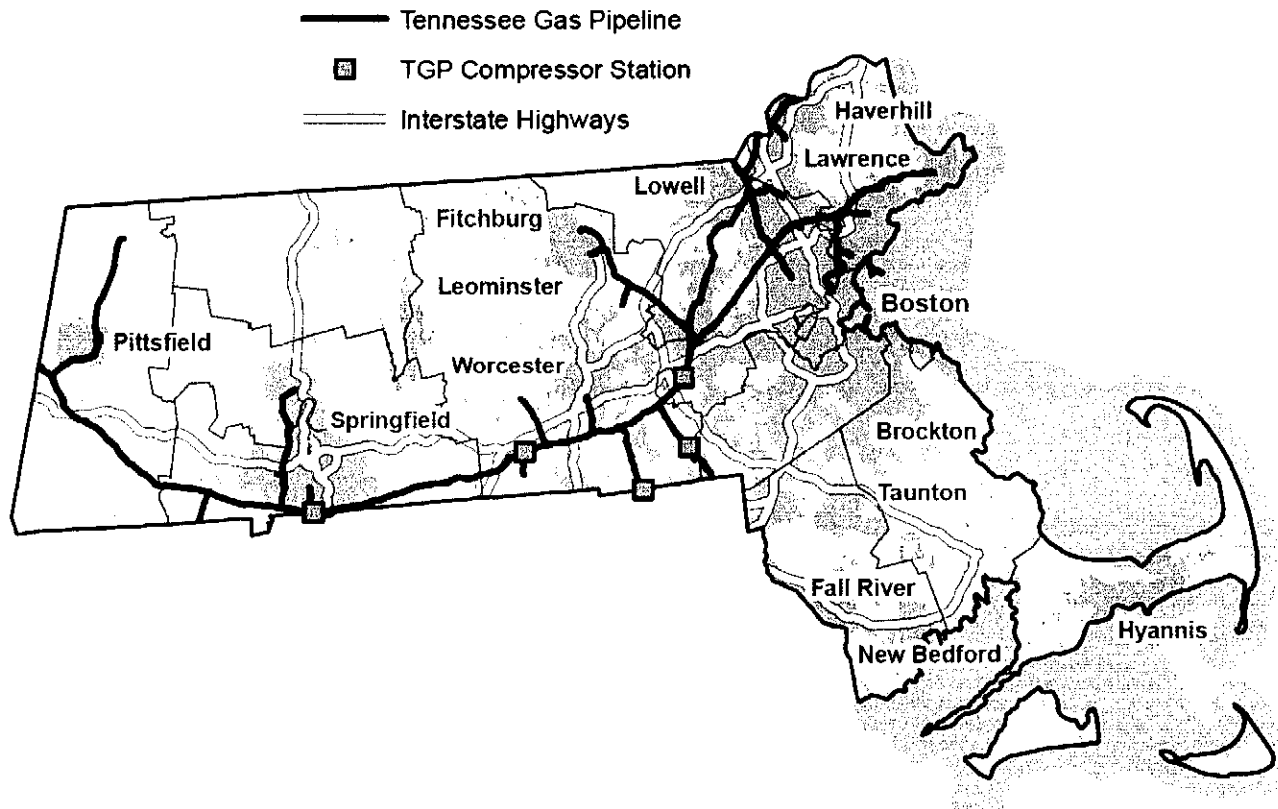 Tennessee Gas Pipeline
TGP Compressor Station
Interstate Highways
Haverhill
Lawrence
Lowell
Fitchburg
Leominster
Boston
Pittsfield
Worcester
Springfield
Brockton
Taunton
Fall River
Hyannis
New Bedford